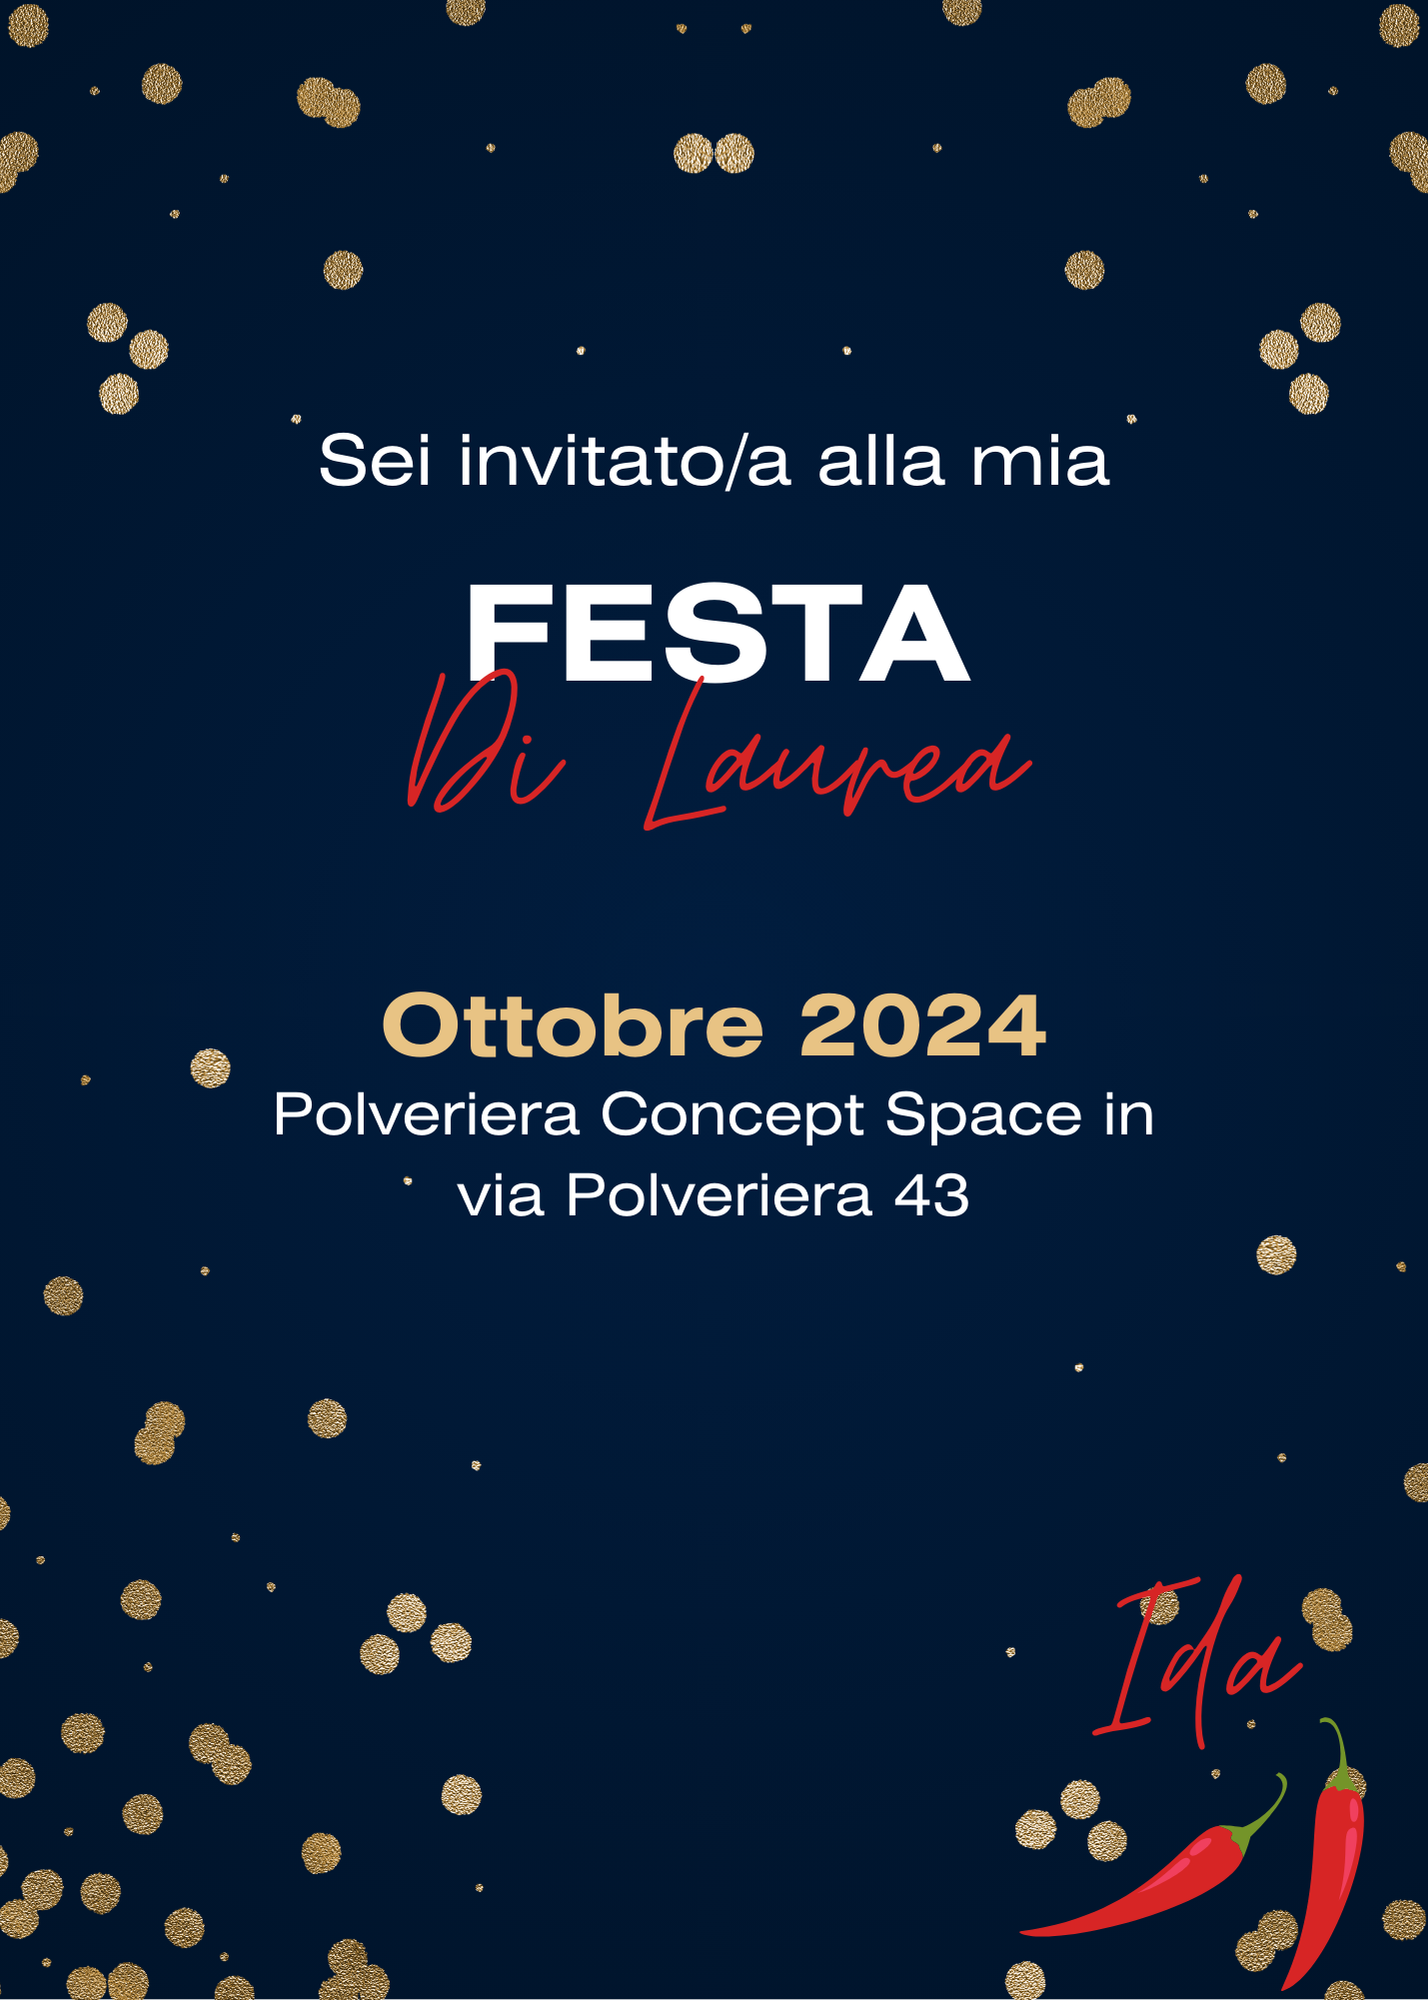 Sei invitato/a alla mia
FESTA
Di Laurea
Ottobre 2024
Polveriera Concept Space in
via Polveriera 43
Ida